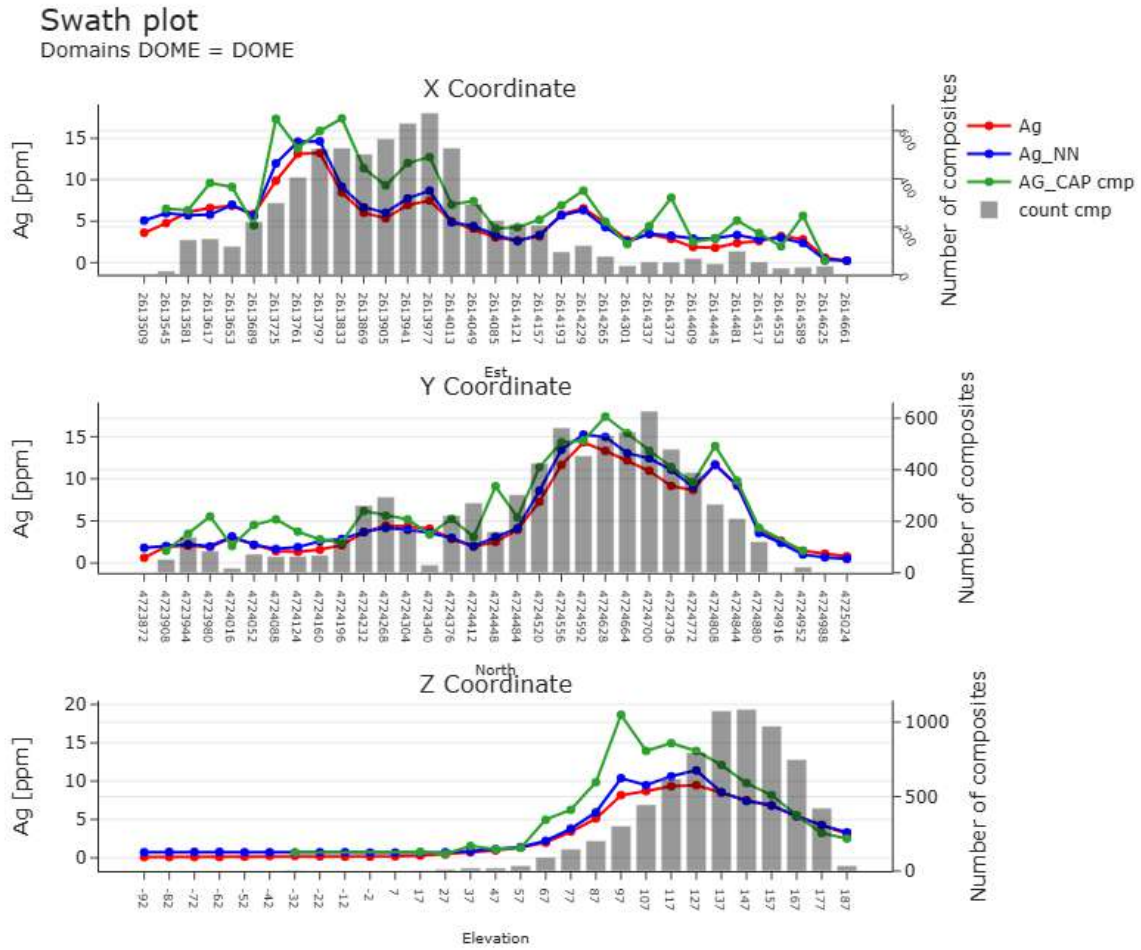 Swath plot
Domains DOME = DOME
X Coordinate
Ag [ppm]
15
10
5
0
600
400
200
0
Number of composites
Ag
Ag_NN
AG_CAP cmp
count cmp
2613509 2613545 2613581 2613617 2613653 2613689 2613725 2613761 2613797 2613833 2613869 2613905 2613941 2613977 2614013 2614049 2614085 2614121 2614157 2614193 2614229 2614265 2614301 2614337 2614373 2614409 2614445 2614481 2614517 2614553 2614589 2614625 2614661
Est
Y Coordinate
Ag [ppm]
15
10
5
0
600
400
200
0
Number of composites
4723872 4723908 4723944 4723980 4724016 4724052 4724088 4724124 4724160 4724196 4724232 4724268 4724304 4724340 4724376 4724412 4724448 4724484 4724520 4724556 4724592 4724628 4724664 4724700 4724736 4724772 4724808 4724844 4724880 4724916 4724952 4724988 4725024
North
Z Coordinate
Ag [ppm]
20
15
10
5
0
1000
500
0
Number of composites
-92 -82 -72 -62 -52 -42 -32 -22 -12 -2 7 17 27 37 47 57 67 77 87 97 107 117 127 137 147 157 167 177 187
Elevation